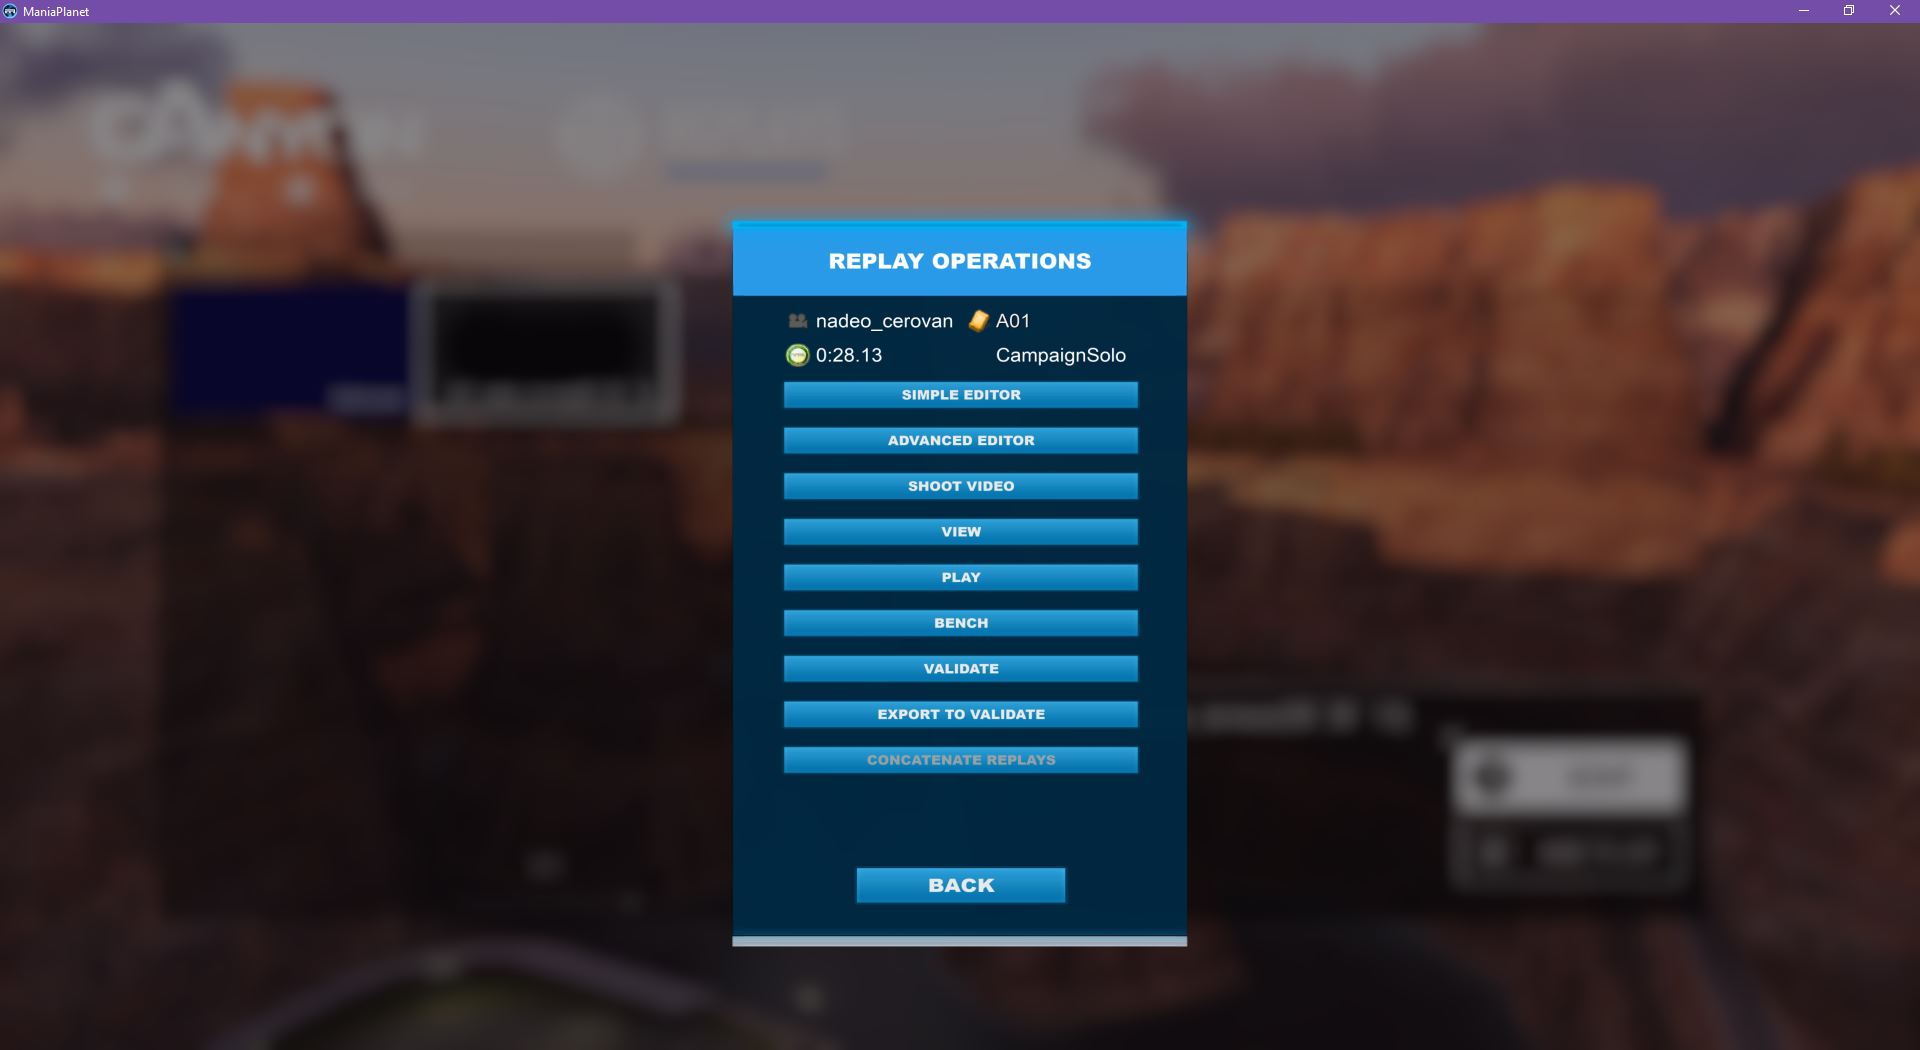 ManiaPlanet
REPLAY OPERATIONS
nadeo_cerovan A01
0:28.13 CampaignSolo
SIMPLE EDITOR
ADVANCED EDITOR
SHOOT VIDEO
VIEW
PLAY
BENCH
VALIDATE
EXPORT TO VALIDATE
CONCATENATE REPLAYS
BACK